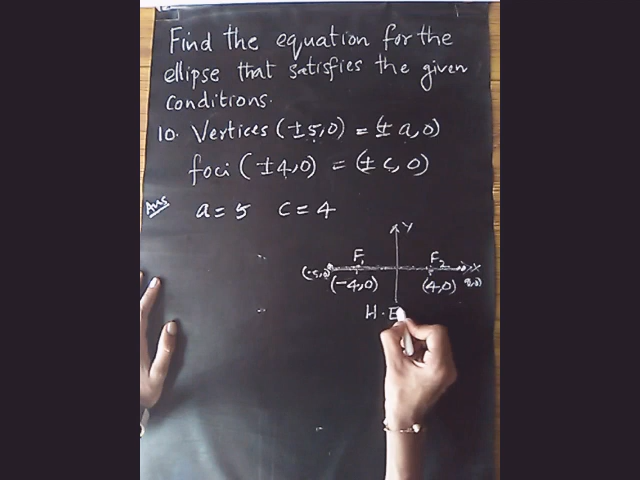 Find the equation for the
ellipse that satisfies the given
conditions.
10. Vertices (±5,0) = (±a,0)
foci (±4,0) = (±c,0)
Ans a = 5 c = 4
Y
F1 F2 X
(-5,0) (-4,0) (4,0)
H.E